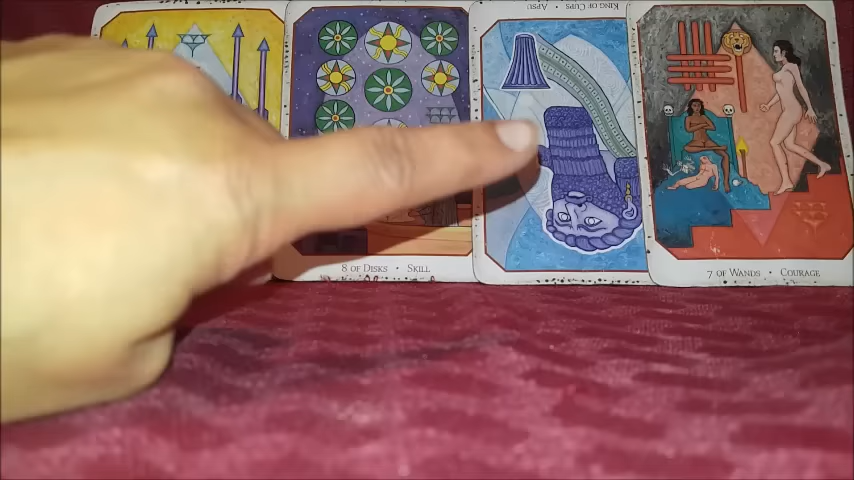 KING OF CUPS • APSU
8 OF DISKS • SKILL
7 OF WANDS • COURAGE